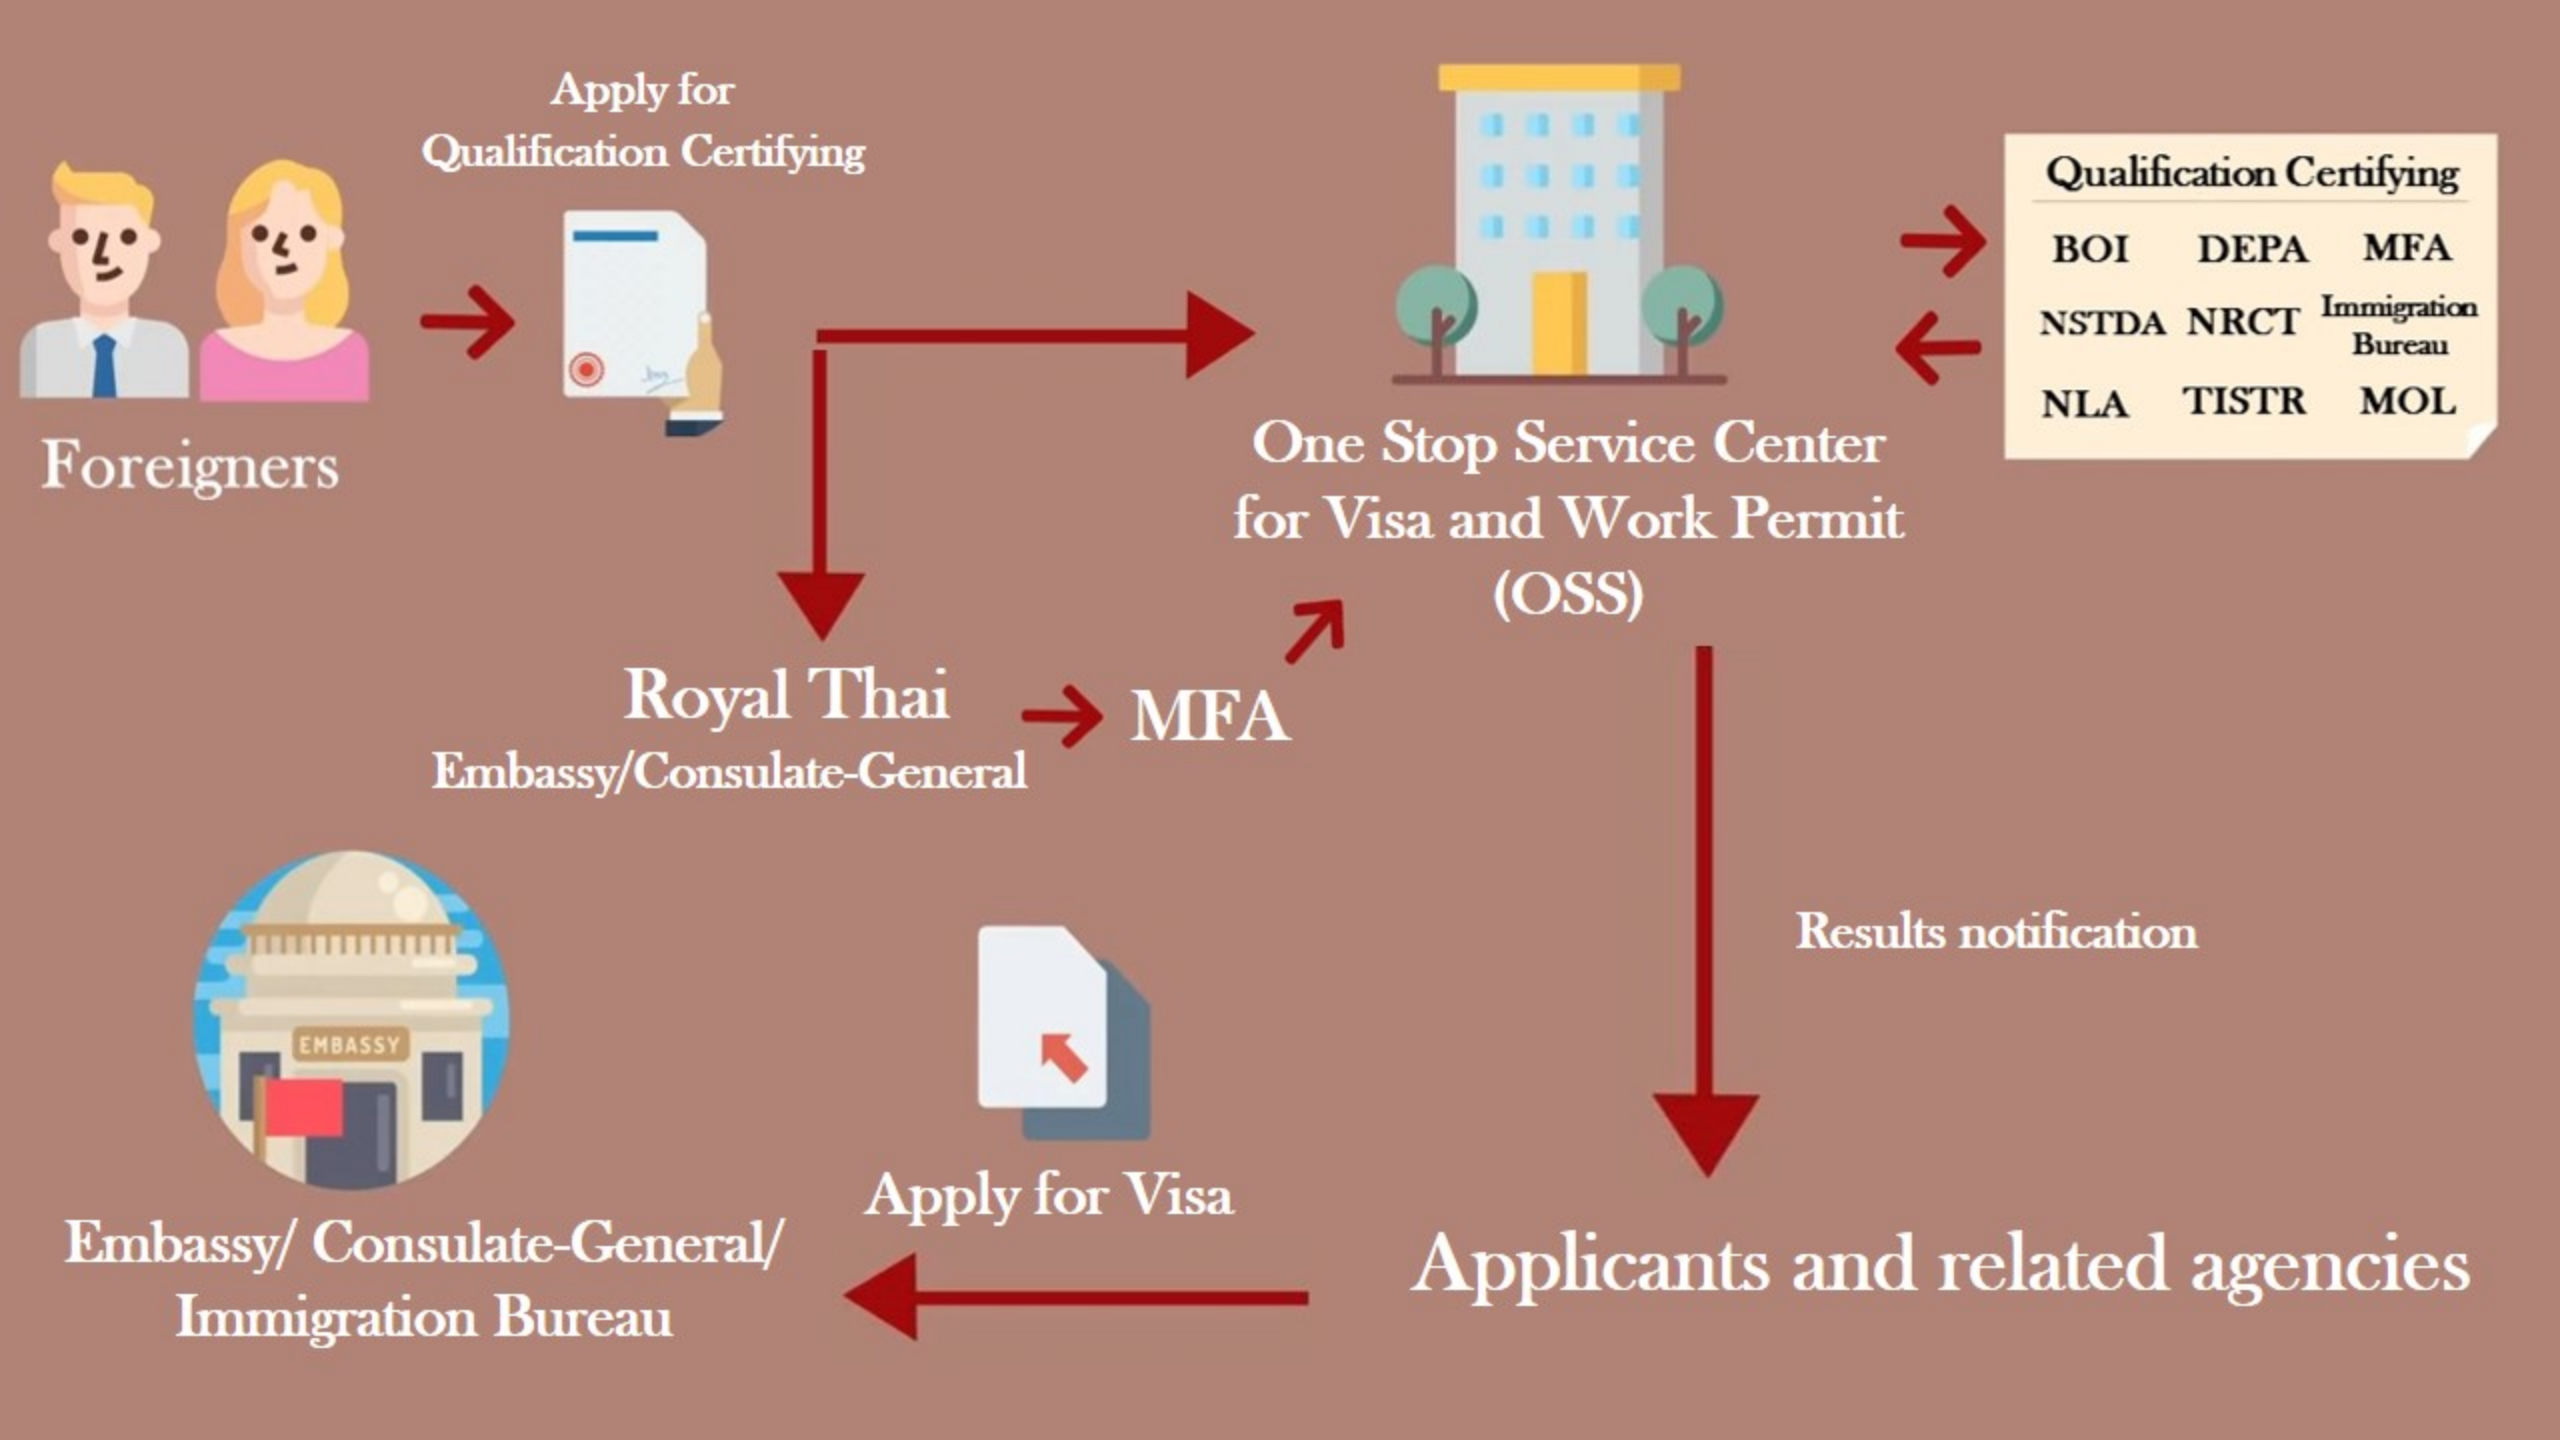 Apply for
Qualification Certifying
Foreigners
One Stop Service Center
for Visa and Work Permit
(OSS)
Qualification Certifying
BOI DEPA MFA
NSTDA NRCT Immigration
Bureau
NLA TISTR MOL
Royal Thai
Embassy/Consulate-General
MFA
Results notification
EMBASSY
Embassy/ Consulate-General/
Immigration Bureau
Apply for Visa
Applicants and related agencies